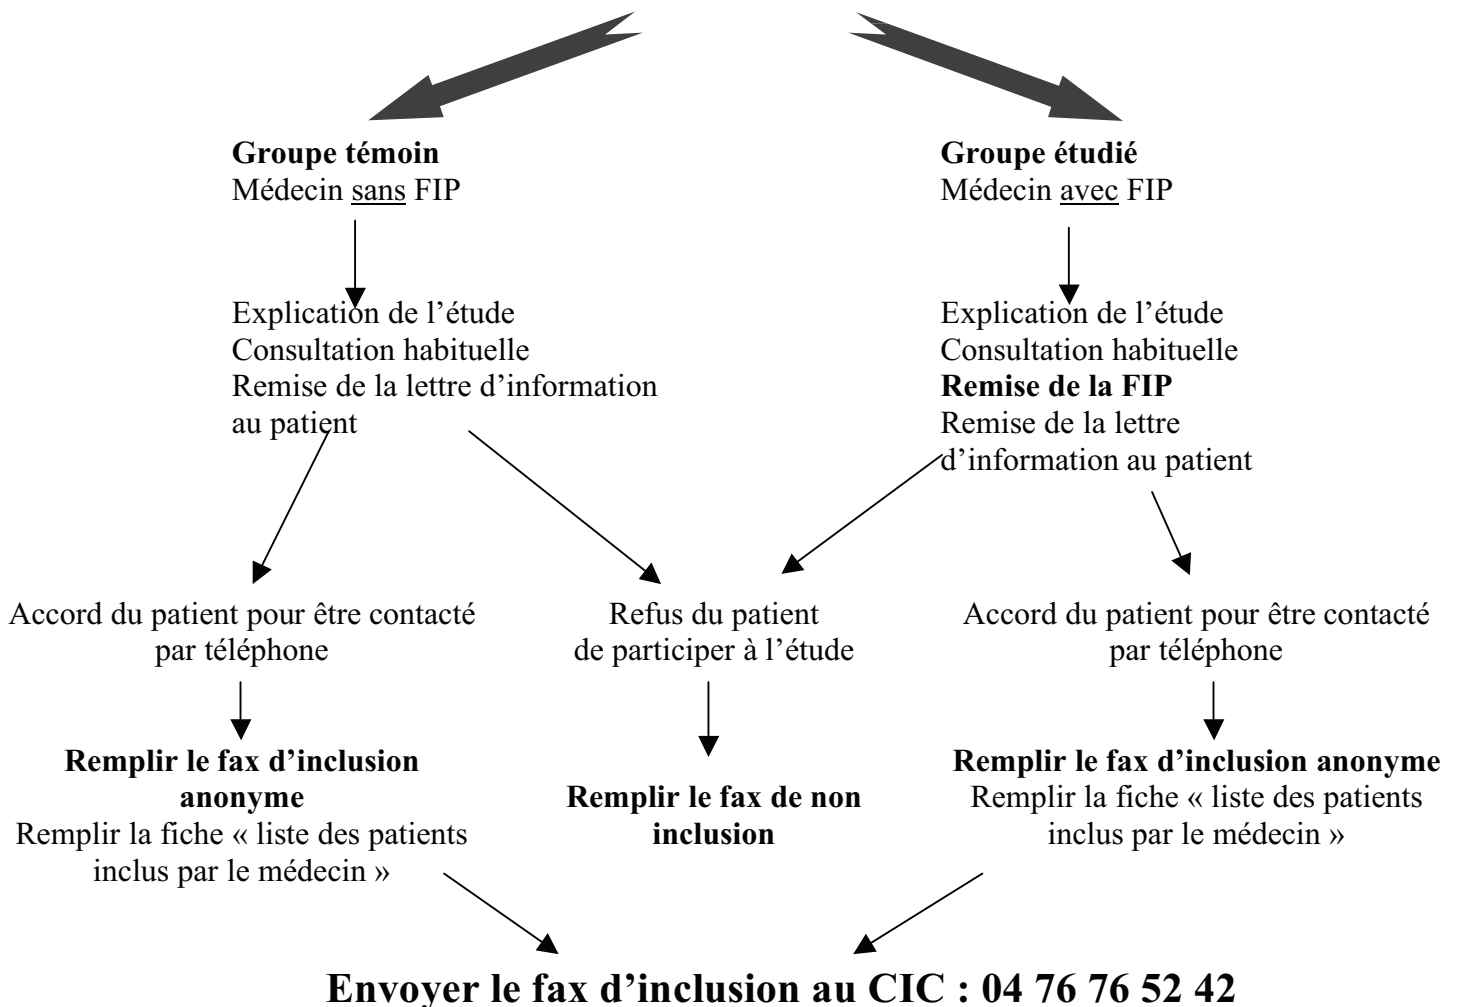 Groupe témoin
Médecin sans FIP
Groupe étudié
Médecin avec FIP
Explication de l’étude
Consultation habituelle
Remise de la lettre d’information
au patient
Explication de l’étude
Consultation habituelle
Remise de la FIP
Remise de la lettre
d’information au patient
Accord du patient pour être contacté
par téléphone
Refus du patient
de participer à l’étude
Accord du patient pour être contacté
par téléphone
Remplir le fax d’inclusion
anonyme
Remplir la fiche « liste des patients
inclus par le médecin »
Remplir le fax de non
inclusion
Remplir le fax d’inclusion anonyme
Remplir la fiche « liste des patients
inclus par le médecin »
Envoyer le fax d’inclusion au CIC : 04 76 76 52 42